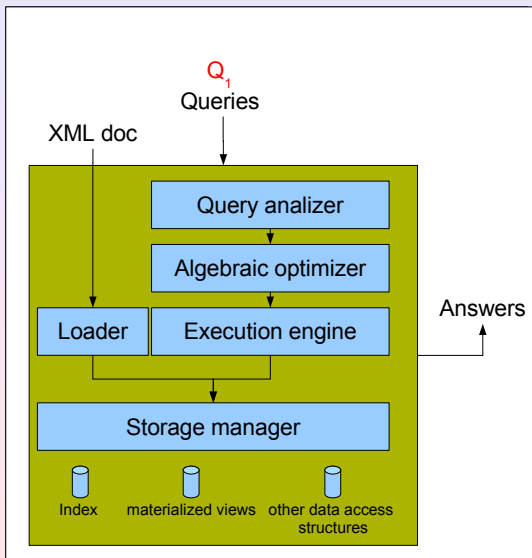 Q1
Queries
XML doc
Query analizer
Algebraic optimizer
Answers
Loader
Execution engine
Storage manager
Index
materialized views
other data access
structures